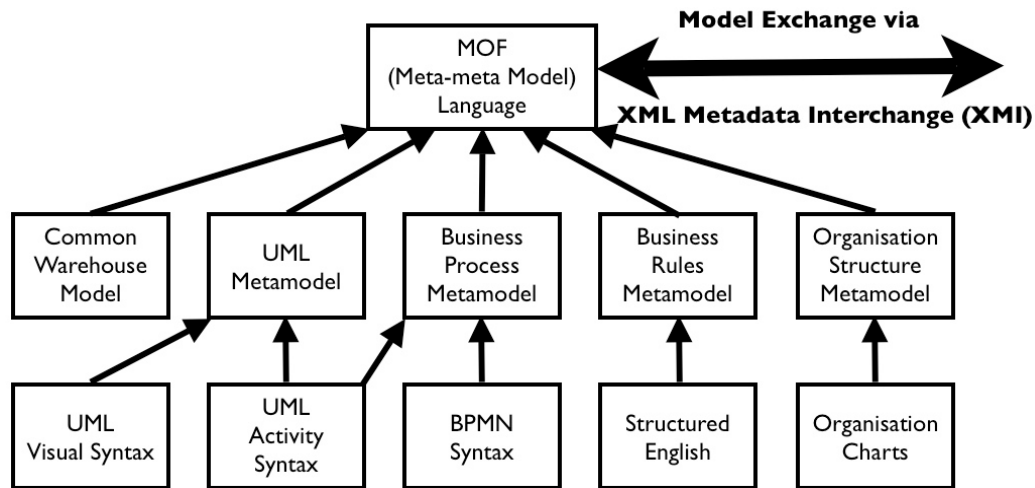 Model Exchange via
MOF
(Meta-meta Model)
Language
XML Metadata Interchange (XMI)
Common
Warehouse
Model
UML
Metamodel
Business
Process
Metamodel
Business
Rules
Metamodel
Organisation
Structure
Metamodel
UML
Visual Syntax
UML
Activity
Syntax
BPMN
Syntax
Structured
English
Organisation
Charts